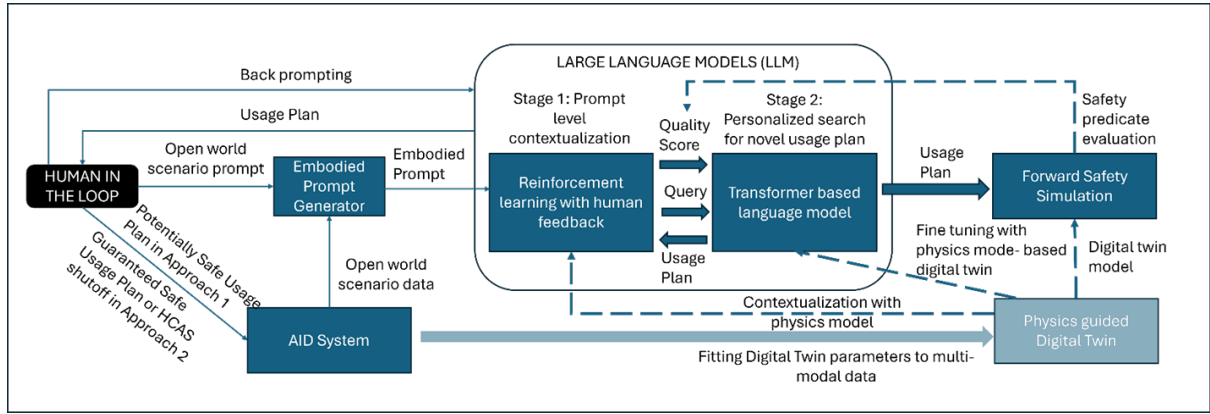 LARGE LANGUAGE MODELS (LLM)
Back prompting
Usage Plan
Open world
scenario prompt
HUMAN IN
THE LOOP
Embodied
Prompt
Generator
Embodied
Prompt
Stage 1: Prompt
level
contextualization
Reinforcement
learning with human
feedback
Quality
Score
Query
Usage
Plan
Stage 2:
Personalized search
for novel usage plan
Transformer based
language model
Usage
Plan
Safety
predicate
evaluation
Forward Safety
Simulation
Fine tuning with
physics mode- based
digital twin
Digital twin
model
Potentially Safe Usage
Plan in Approach 1
Guaranteed Safe
Usage Plan or HCAS
shutoff in Approach 2
Open world
scenario data
AID System
Contextualization with
physics model
Physics guided
Digital Twin
Fitting Digital Twin parameters to multi-
modal data